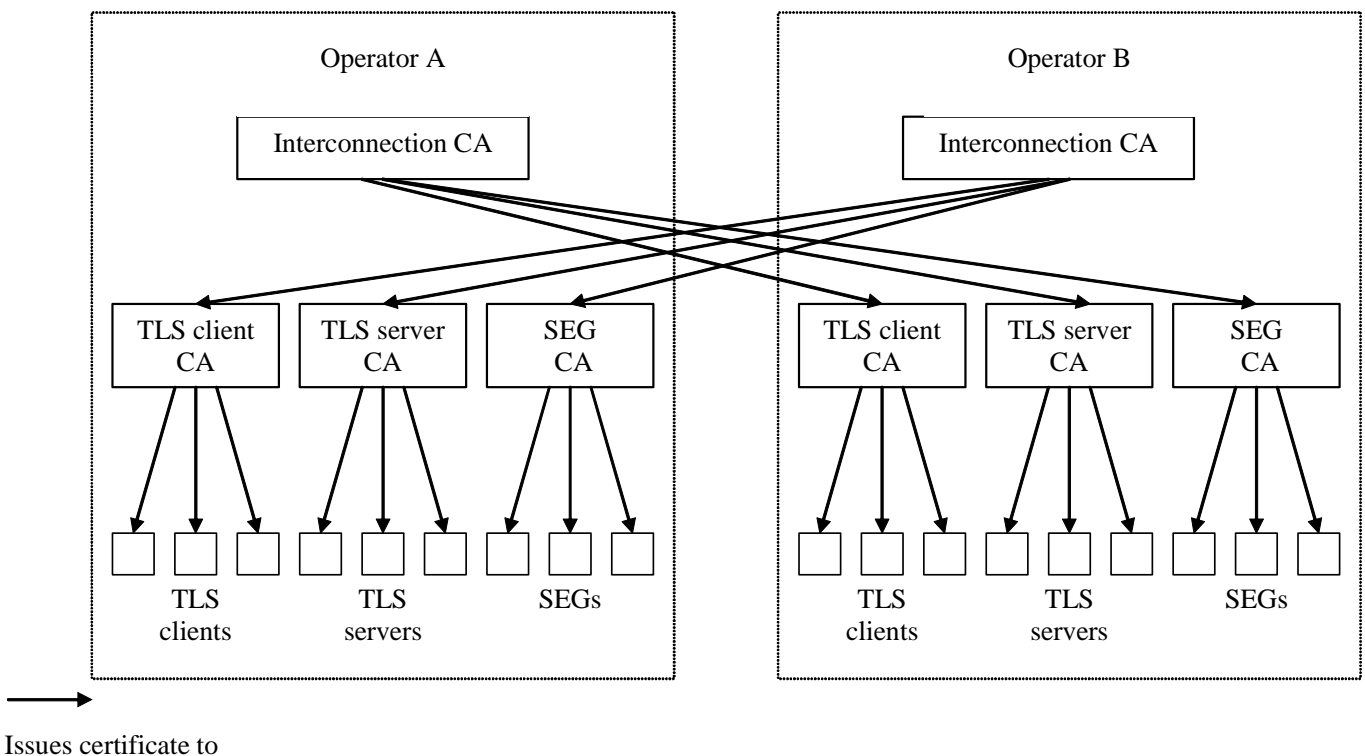 Operator A
Interconnection CA
TLS client
CA
TLS server
CA
SEG
CA
TLS
clients
TLS
servers
SEGs
Operator B
Interconnection CA
TLS client
CA
TLS server
CA
SEG
CA
TLS
clients
TLS
servers
SEGs
Issues certificate to